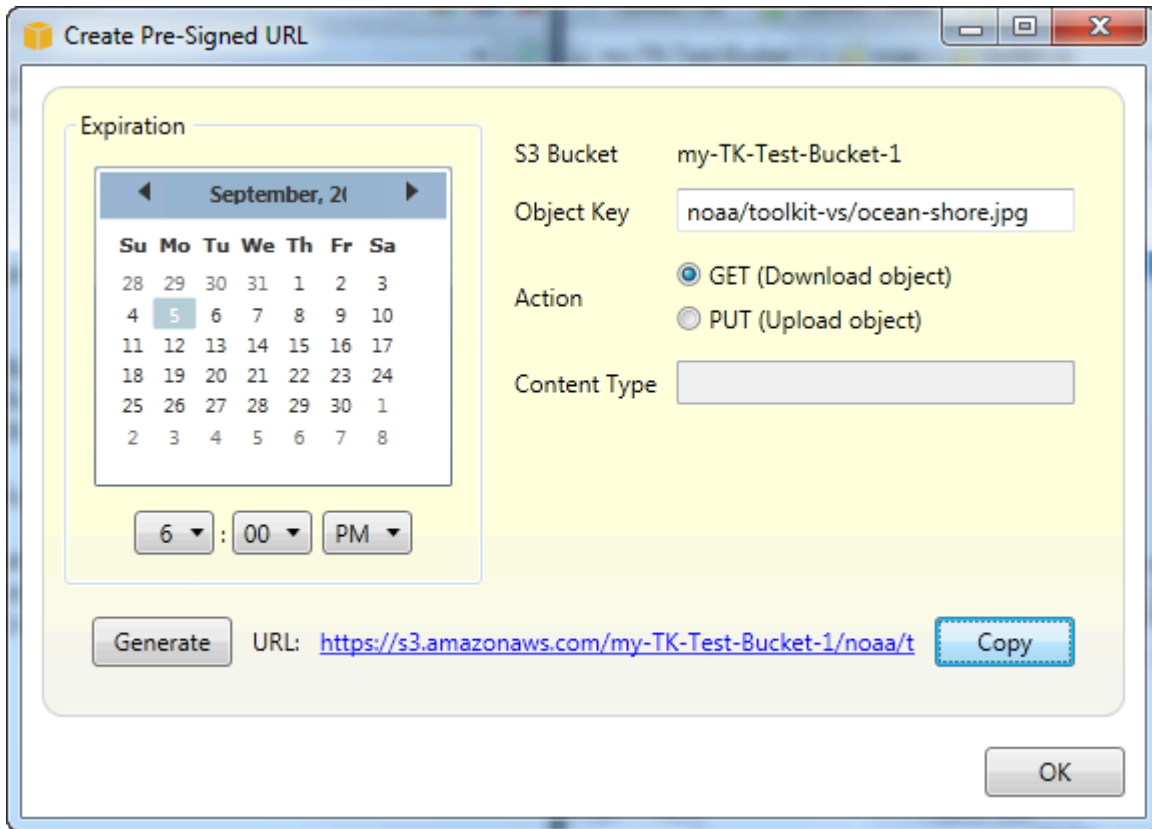 Create Pre-Signed URL
Expiration
September, 20
Su Mo Tu We Th Fr Sa
28 29 30 31 1 2 3
4 5 6 7 8 9 10
11 12 13 14 15 16 17
18 19 20 21 22 23 24
25 26 27 28 29 30 1
2 3 4 5 6 7 8
6 : 00 PM
S3 Bucket my-TK-Test-Bucket-1
Object Key noaa/toolkit-vs/ocean-shore.jpg
Action
GET (Download object)
PUT (Upload object)
Content Type
Generate URL: https://s3.amazonaws.com/my-TK-Test-Bucket-1/noaa/t Copy
OK